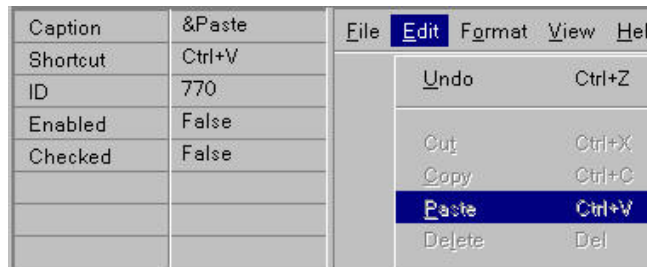 Caption &Paste
Shortcut Ctrl+V
ID 770
Enabled False
Checked False
File Edit Format View Hel
Undo Ctrl+Z
Cut Ctrl+X
Copy Ctrl+C
Paste Ctrl+V
Delete Del